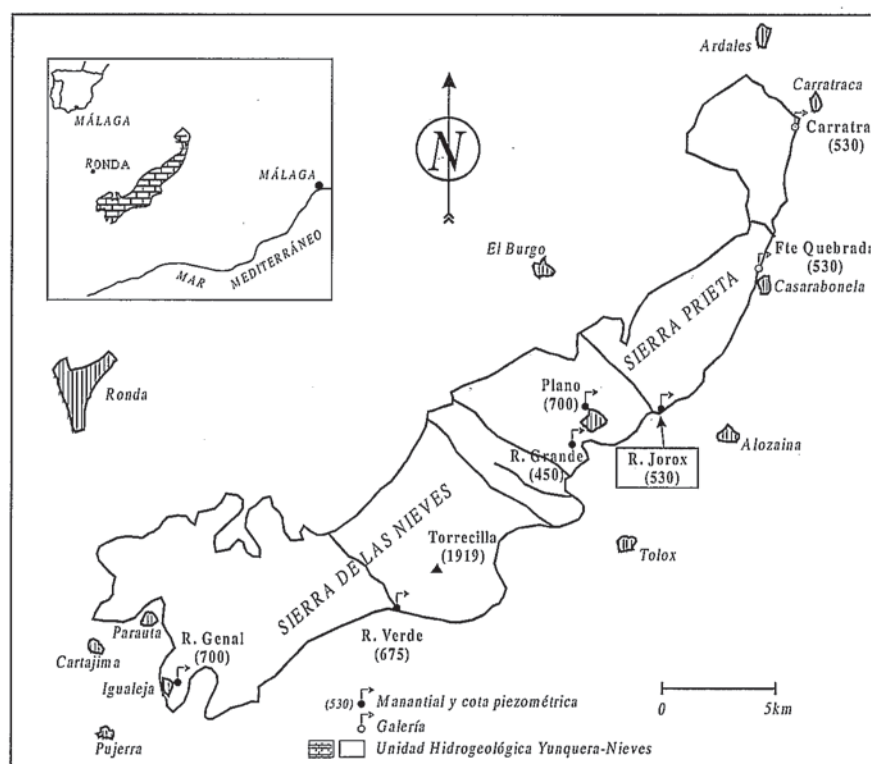 Ardales
Carratraca
Carratra
(530)
MÁLAGA
RONDA
MÁLAGA
MAR MEDITERRÁNEO
N
El Burgo
Fte Quebrada
(530)
Casarabonela
SIERRA PRIETA
Ronda
Plano
(700)
R. Grande
(450)
R. Jorox
(530)
Alozaina
SIERRA DE LAS NIEVES
Torrecilla
(1919)
Tolox
Parauta
R. Genal
(700)
R. Verde
(675)
Cartajima
Igualeja
Pujerra
(530) Manantial y cota piezométrica
Galería
Unidad Hidrogeológica Yunquera-Nieves
0 5km